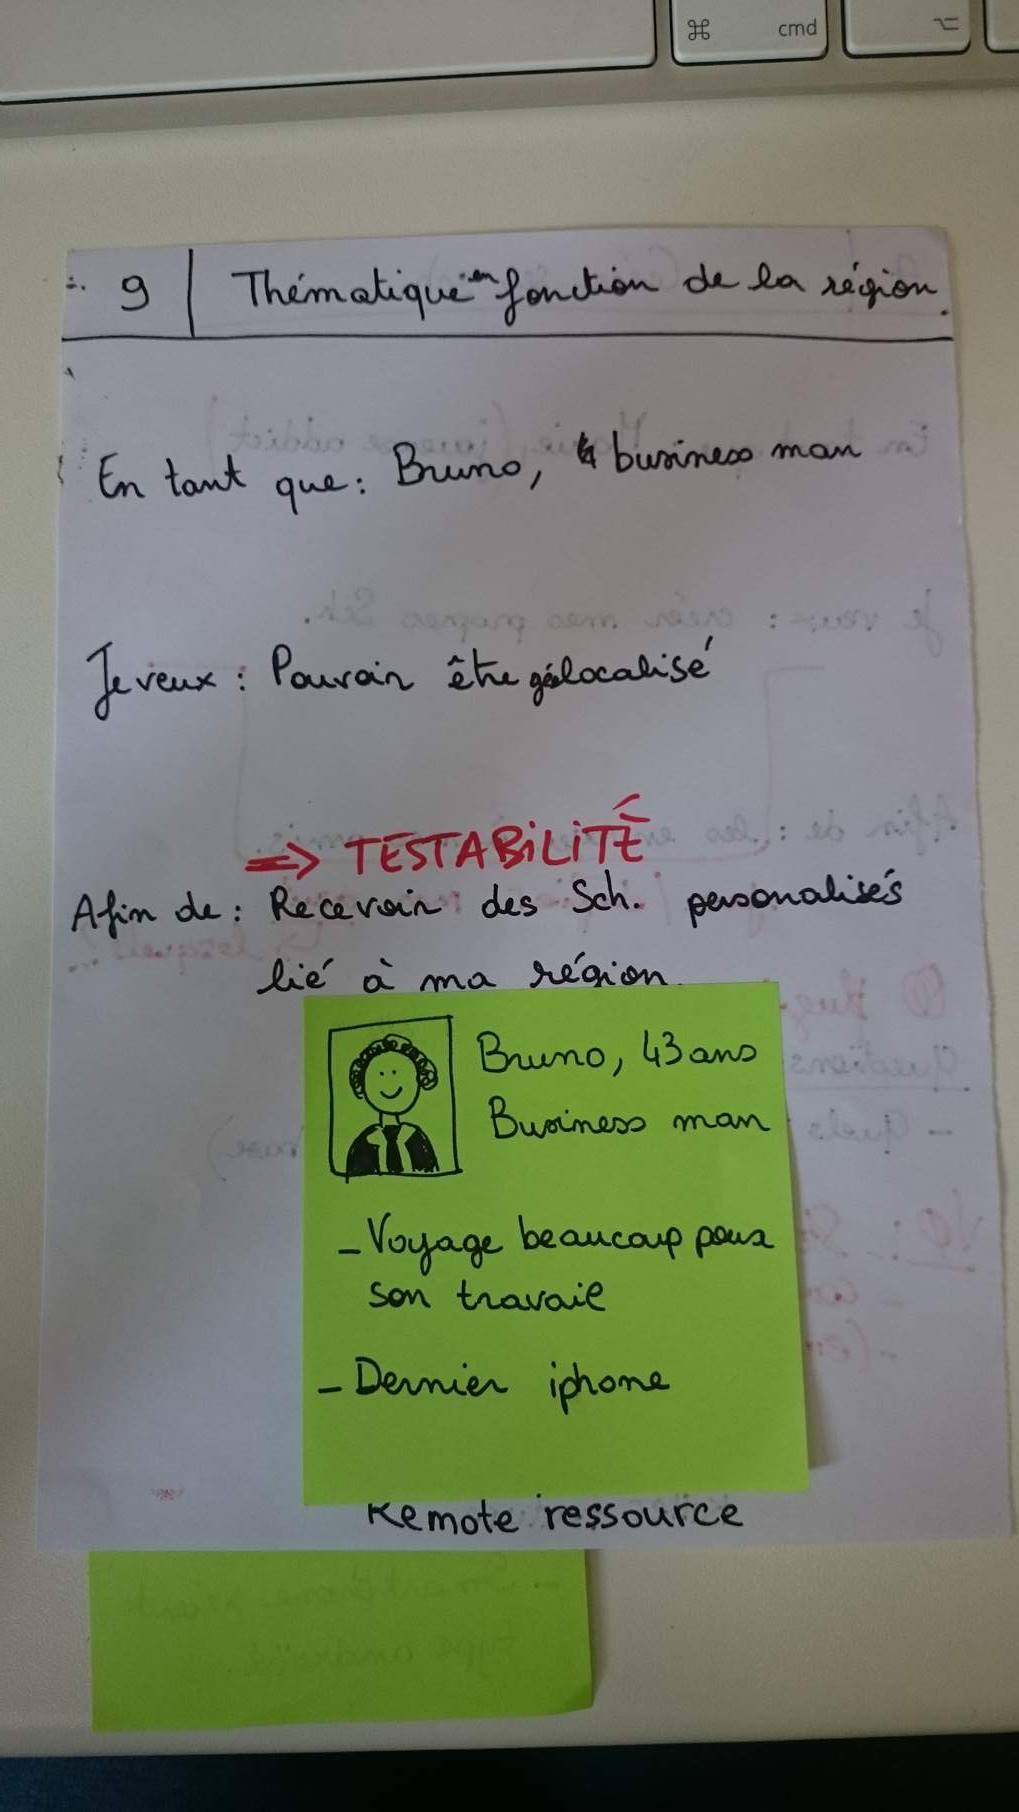 ⌘ cmd ⌥
9 Thématique en fonction de la région.
En tant que: Bruno, business man
Je veux: Pouvoir être géolocalisé
=> TESTABILITÉ
Afin de: Recevoir des Sch. personalisés
lié à ma région.
Bruno, 43 ans
Business man
- Voyage beaucoup pour
son travail
- Dernier iphone
Remote ressource